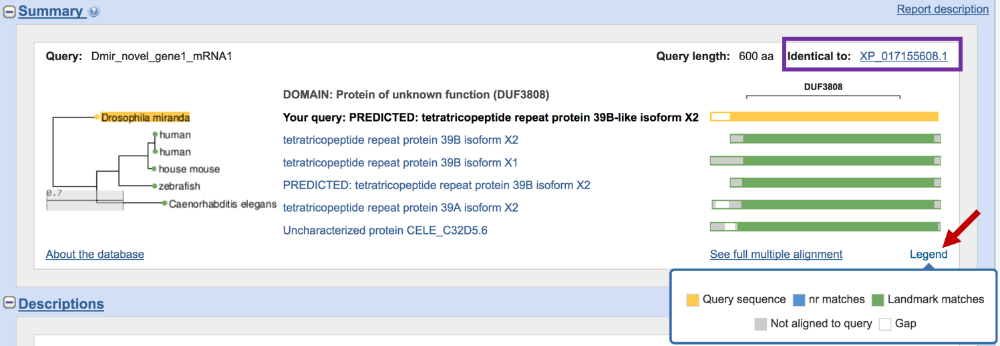 Summary
Report description
Query: Dmir_novel_gene1_mRNA1
Query length: 600 aa
Identical to: XP_017155608.1
DUF3808
DOMAIN: Protein of unknown function (DUF3808)
Drosophila miranda
Your query: PREDICTED: tetratricopeptide repeat protein 39B-like isoform X2
human
tetratricopeptide repeat protein 39B isoform X2
human
tetratricopeptide repeat protein 39B isoform X1
house mouse
PREDICTED: tetratricopeptide repeat protein 39B isoform X2
zebrafish
0.7
tetratricopeptide repeat protein 39A isoform X2
Caenorhabditis elegans
Uncharacterized protein CELE_C32D5.6
About the database
See full multiple alignment
Legend
Query sequence
nr matches
Landmark matches
Not aligned to query
Gap
Descriptions